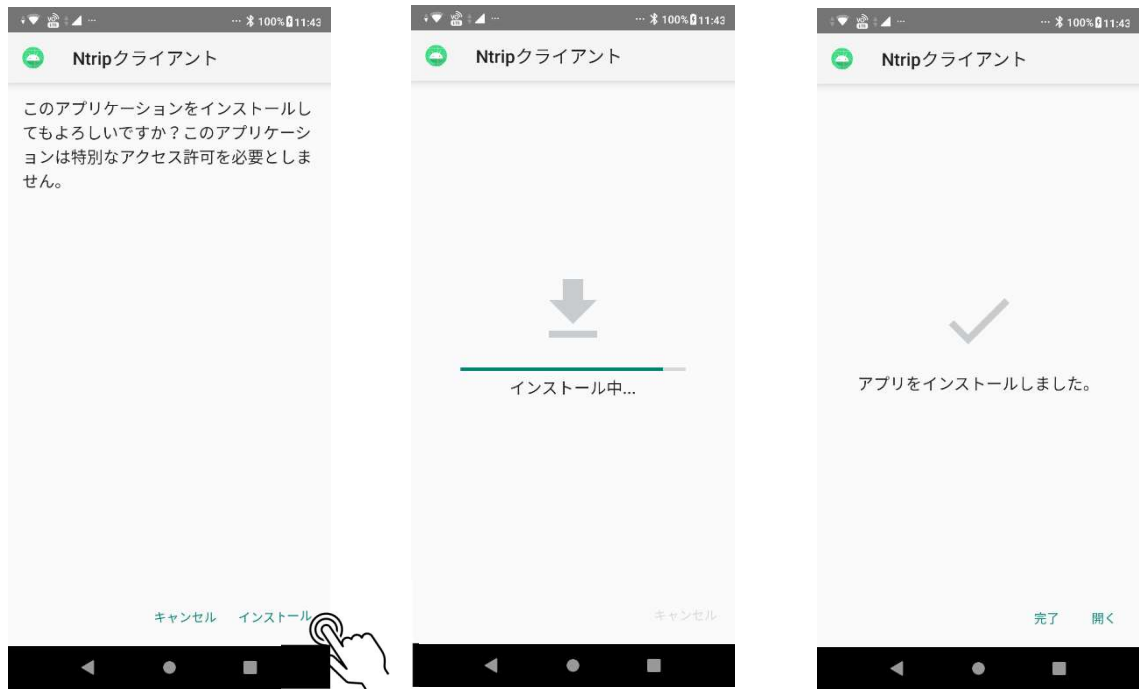 100% 11:43
Ntripクライアント
このアプリケーションをインストールし
てもよろしいですか？このアプリケーシ
ョンは特別なアクセス許可を必要としま
せん。
キャンセル インストール
100% 11:43
Ntripクライアント
インストール中...
キャンセル
100% 11:43
Ntripクライアント
アプリをインストールしました。
完了 開く